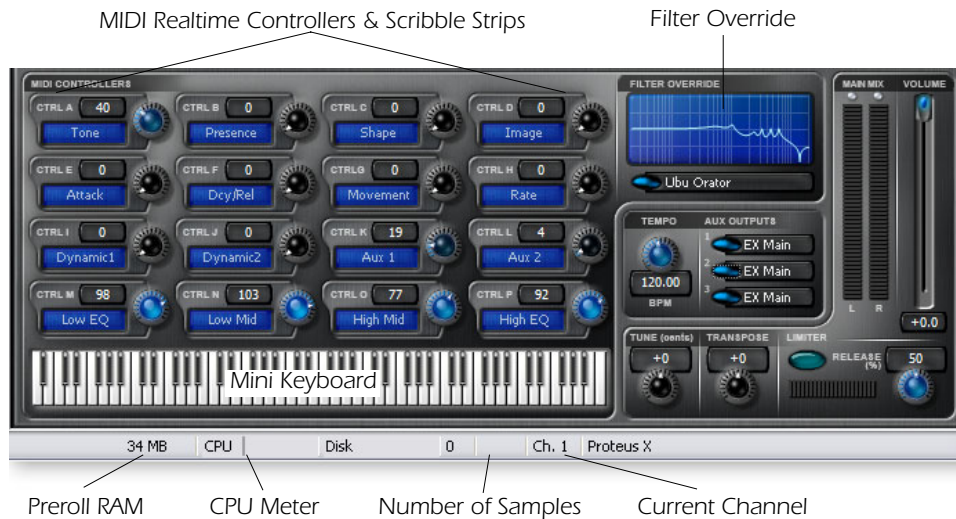 MIDI Realtime Controllers & Scribble Strips
Filter Override
MIDI CONTROLLERS
CTRL A 40
Tone
CTRL B 0
Presence
CTRL C 0
Shape
CTRL D 0
Image
CTRL E 0
Attack
CTRL F 0
Dcy/Rel
CTRL G 0
Movement
CTRL H 0
Rate
CTRL I 0
Dynamic1
CTRL J 0
Dynamic2
CTRL K 19
Aux 1
CTRL L 4
Aux 2
CTRL M 98
Low EQ
CTRL N 103
Low Mid
CTRL O 77
High Mid
CTRL P 92
High EQ
Mini Keyboard
FILTER OVERRIDE
Ubu Orator
TEMPO
120.00
BPM
AUX OUTPUTS
1 EX Main
2 EX Main
3 EX Main
MAIN MIX
L R
VOLUME
+0.0
TUNE (cents)
+0
TRANSPOSE
+0
LIMITER
RELEASE (%)
50
34 MB CPU Disk 0 Ch. 1 Proteus X
Preroll RAM
CPU Meter
Number of Samples
Current Channel